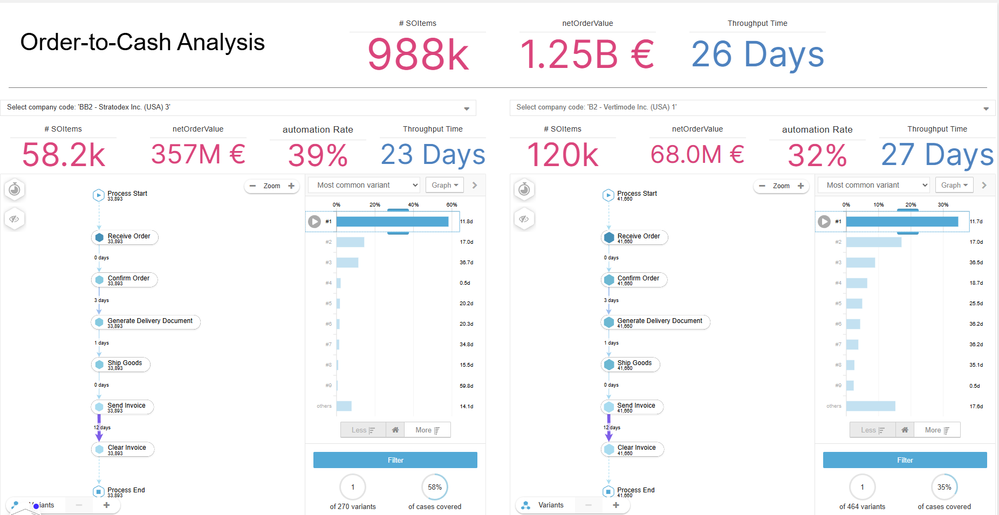 # SOItems
netOrderValue
Throughput Time
Order-to-Cash Analysis
988k
1.25B €
26 Days
Select company code: 'BB2 - Stratodex Inc. (USA) 3'
# SOItems
netOrderValue
automation Rate
Throughput Time
58.2k
357M €
39%
23 Days
Zoom
Process Start
33,893
Receive Order
33,893
0 days
Confirm Order
33,893
3 days
Generate Delivery Document
33,893
1 days
Ship Goods
33,893
0 days
Send Invoice
33,893
12 days
Clear Invoice
33,893
Process End
33,893
Most common variant
Graph
0% 20% 40% 60%
#1 11.8d
#2 17.0d
#3 36.7d
#4 0.5d
#5 20.2d
#6 20.3d
#7 34.8d
#8 15.5d
#9 59.8d
others 14.1d
Less
More
Filter
1
58%
of 270 variants
of cases covered
Select company code: 'B2 - Vertimode Inc. (USA) 1'
# SOItems
netOrderValue
automation Rate
Throughput Time
120k
68.0M €
32%
27 Days
Zoom
Process Start
41,660
Receive Order
41,660
0 days
Confirm Order
41,660
3 days
Generate Delivery Document
41,660
1 days
Ship Goods
41,660
0 days
Send Invoice
41,660
12 days
Clear Invoice
41,660
Process End
41,660
Variants
Most common variant
Graph
0% 10% 20% 30%
#1 11.7d
#2 17.0d
#3 36.5d
#4 18.7d
#5 25.5d
#6 36.2d
#7 36.2d
#8 35.1d
#9 0.5d
others 17.6d
Less
More
Filter
1
35%
of 464 variants
of cases covered